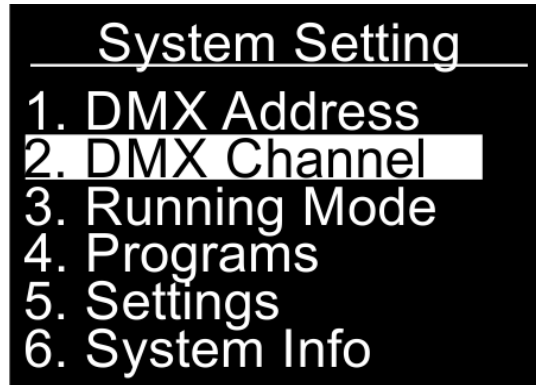 System Setting
1. DMX Address
2. DMX Channel
3. Running Mode
4. Programs
5. Settings
6. System Info